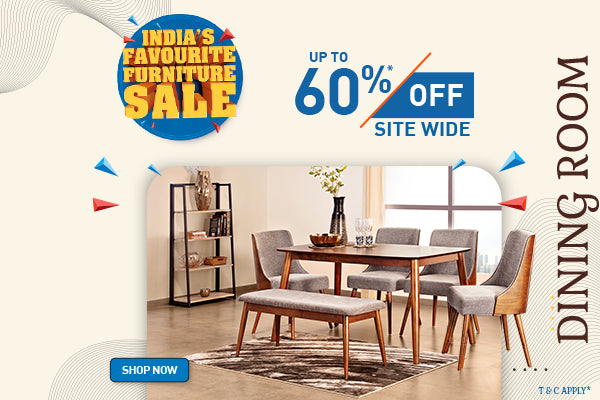 INDIA'S
FAVOURITE
FURNITURE
SALE
UP TO
60%* OFF
SITE WIDE
DINING ROOM
SHOP NOW
T & C APPLY*